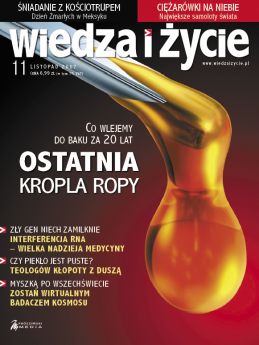 ŚNIADANIE Z KOŚCIOTRUPEM
Dzień Zmarłych w Meksyku
CIĘŻARÓWKI NA NIEBIE
Największe samoloty świata
wiedza i życie
11 LISTOPAD 2007
www.wiedzaizycie.pl
CO WLEJEMY
DO BAKU ZA 20 LAT
OSTATNIA
KROPLA ROPY
ZŁY GEN NIECH ZAMILKNIE
INTERFERENCJA RNA
– WIELKA NADZIEJA MEDYCYNY
CZY PIEKŁO JEST PUSTE?
TEOLOGÓW KŁOPOTY Z DUSZĄ
MYSZKĄ PO WSZECHŚWIECIE
ZOSTAŃ WIRTUALNYM
BADACZEM KOSMOSU
PRÓSZYŃSKI
MEDIA